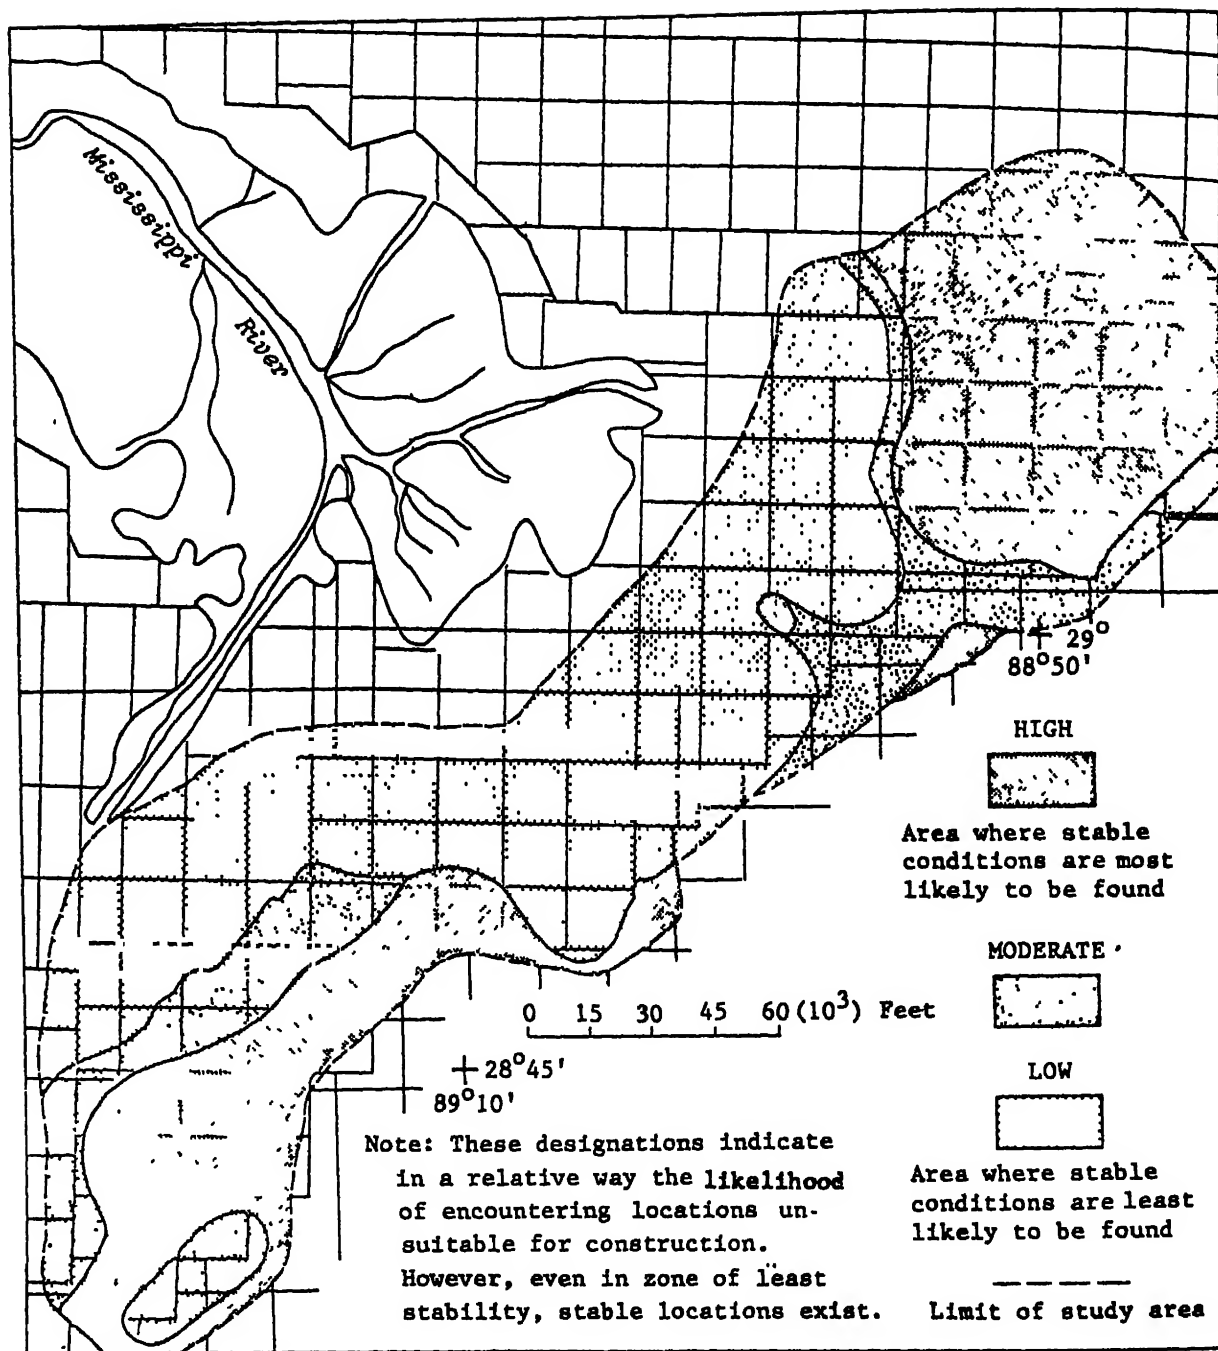 Mississippi
River
29°
88°50'
HIGH
Area where stable
conditions are most
likely to be found
MODERATE
LOW
Area where stable
conditions are least
likely to be found
Limit of study area
0 15 30 45 60 (10³) Feet
28°45'
89°10'
Note: These designations indicate
in a relative way the likelihood
of encountering locations un-
suitable for construction.
However, even in zone of least
stability, stable locations exist.